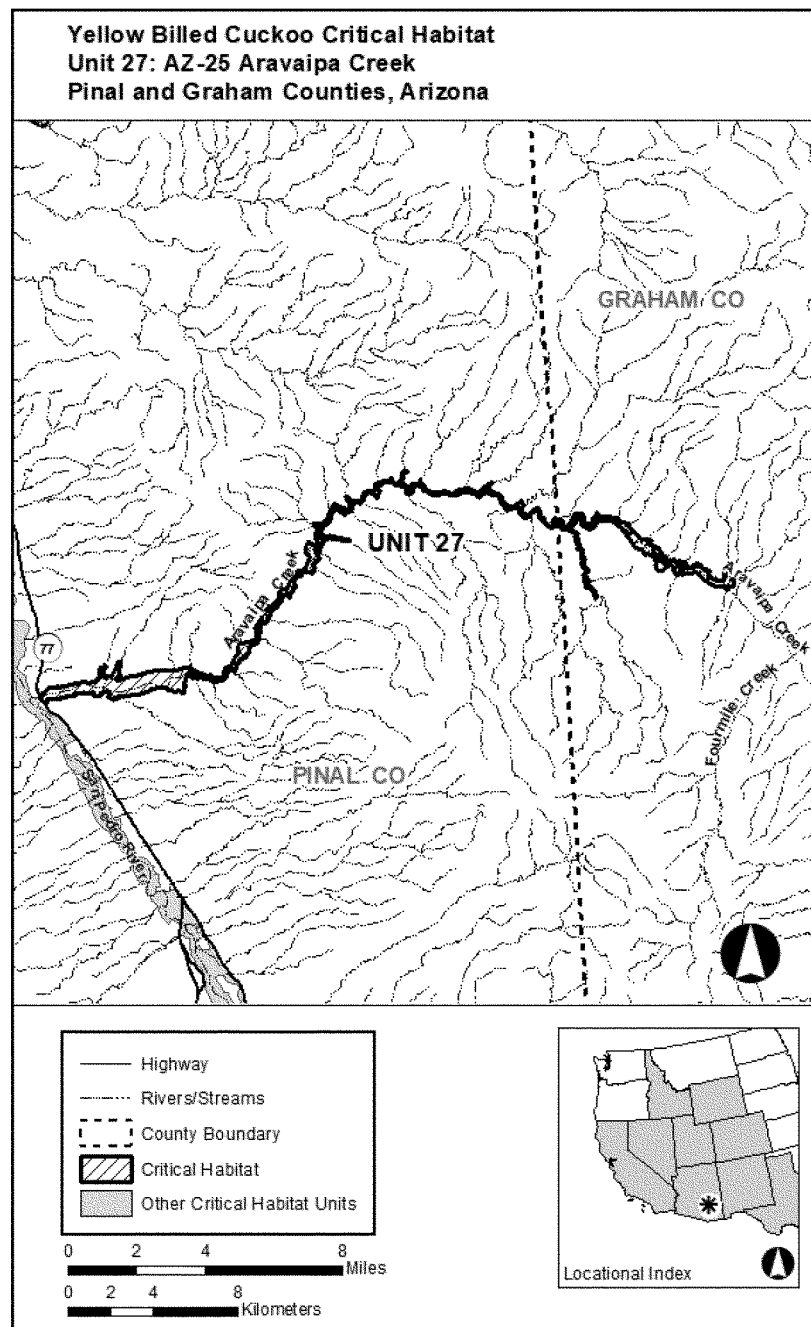 Yellow Billed Cuckoo Critical Habitat
Unit 27: AZ-25 Aravaipa Creek
Pinal and Graham Counties, Arizona
GRAHAM CO
UNIT 27
Aravaipa Creek
Aravaipa Creek
77
Fourmile Creek
PINAL CO
San Pedro River
Highway
Rivers/Streams
County Boundary
Critical Habitat
Other Critical Habitat Units
0 2 4 8
Miles
0 2 4 8
Kilometers
Locational Index